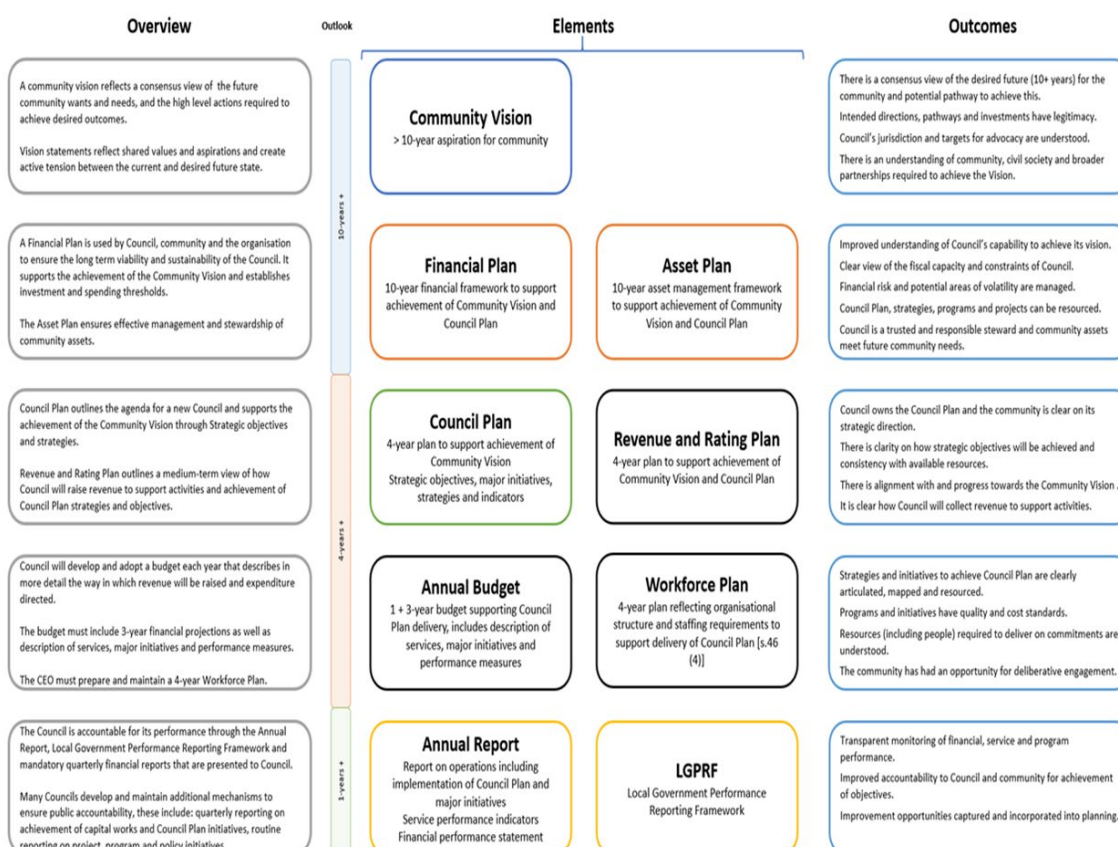 Overview
Outlook
Elements
Outcomes
A community vision reflects a consensus view of the future
community wants and needs, and the high level actions required to
achieve desired outcomes.
Vision statements reflect shared values and aspirations and create
active tension between the current and desired future state.
10-years +
Community Vision
> 10-year aspiration for community
There is a consensus view of the desired future (10+ years) for the
community and potential pathway to achieve this.
Intended directions, pathways and investments have legitimacy.
Council's jurisdiction and targets for advocacy are understood.
There is an understanding of community, civil society and broader
partnerships required to achieve the Vision.
A Financial Plan is used by Council, community and the organisation
to ensure the long term viability and sustainability of the Council. It
supports the achievement of the Community Vision and establishes
investment and spending thresholds.
The Asset Plan ensures effective management and stewardship of
community assets.
Financial Plan
10-year financial framework to support
achievement of Community Vision and
Council Plan
Asset Plan
10-year asset management framework
to support achievement of Community
Vision and Council Plan
Improved understanding of Council's capability to achieve its vision.
Clear view of the fiscal capacity and constraints of Council.
Financial risk and potential areas of volatility are managed.
Council Plan, strategies, programs and projects can be resourced.
Council is a trusted and responsible steward and community assets
meet future community needs.
Council Plan outlines the agenda for a new Council and supports the
achievement of the Community Vision through Strategic objectives
and strategies.
Revenue and Rating Plan outlines a medium-term view of how
Council will raise revenue to support activities and achievement of
Council Plan strategies and objectives.
4-years +
Council Plan
4-year plan to support achievement of
Community Vision
Strategic objectives, major initiatives,
strategies and indicators
Revenue and Rating Plan
4-year plan to support achievement of
Community Vision and Council Plan
Council owns the Council Plan and the community is clear on its
strategic direction.
There is clarity on how strategic objectives will be achieved and
consistency with available resources.
There is alignment with and progress towards the Community Vision .
It is clear how Council will collect revenue to support activities.
Council will develop and adopt a budget each year that describes in
more detail the way in which revenue will be raised and expenditure
directed.
The budget must include 3-year financial projections as well as
description of services, major initiatives and performance measures.
The CEO must prepare and maintain a 4-year Workforce Plan.
Annual Budget
1 + 3-year budget supporting Council
Plan delivery, includes description of
services, major initiatives and
performance measures
Workforce Plan
4-year plan reflecting organisational
structure and staffing requirements to
support delivery of Council Plan [s.46
(4)]
Strategies and initiatives to achieve Council Plan are clearly
articulated, mapped and resourced.
Programs and initiatives have quality and cost standards.
Resources (including people) required to deliver on commitments are
understood.
The community has had an opportunity for deliberative engagement.
The Council is accountable for its performance through the Annual
Report, Local Government Performance Reporting Framework and
mandatory quarterly financial reports that are presented to Council.
Many Councils develop and maintain additional mechanisms to
ensure public accountability, these include: quarterly reporting on
achievement of capital works and Council Plan initiatives, routine
reporting on project, program and policy initiatives
1-years +
Annual Report
Report on operations including
implementation of Council Plan and
major initiatives
Service performance indicators
Financial performance statement
LGPRF
Local Government Performance
Reporting Framework
Transparent monitoring of financial, service and program
performance.
Improved accountability to Council and community for achievement
of objectives.
Improvement opportunities captured and incorporated into planning.